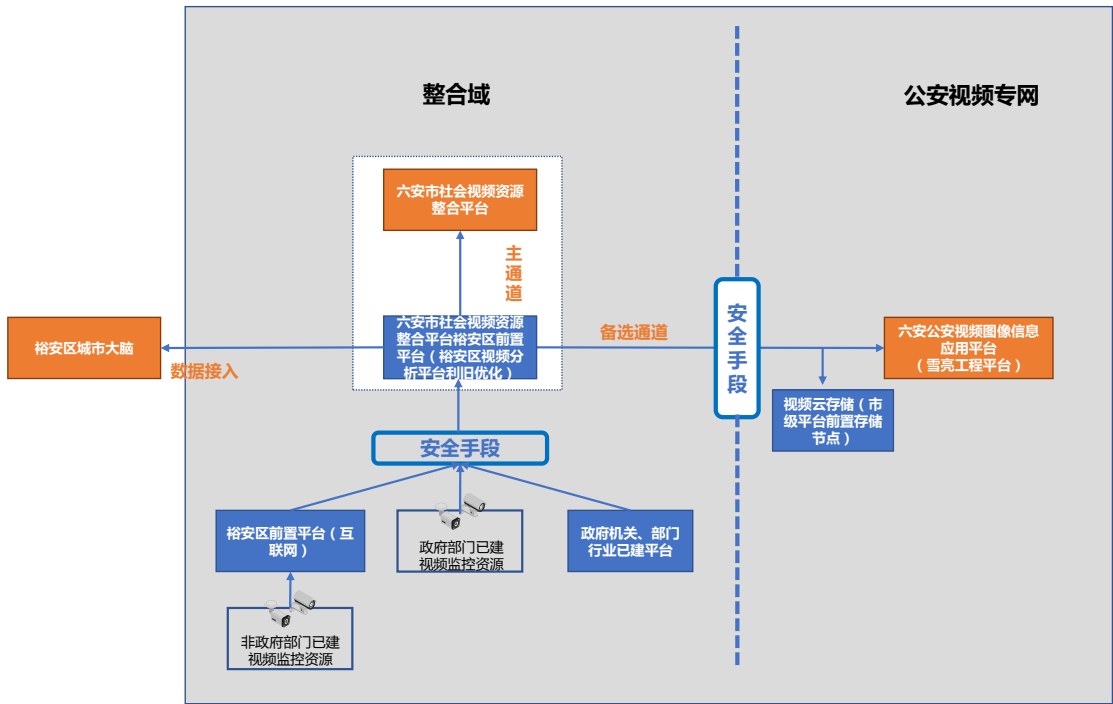 整合域
公安视频专网
六安市社会视频资源
整合平台
主
通
道
六安市社会视频资源
整合平台裕安区前置
平台（裕安区视频分
析平台利旧优化）
备选通道
安
全
手
段
六安公安视频图像信息
应用平台
（雪亮工程平台）
裕安区城市大脑
数据接入
视频云存储（市
级平台前置存储
节点）
安全手段
裕安区前置平台（互
联网）
政府部门已建
视频监控资源
政府机关、部门
行业已建平台
非政府部门已建
视频监控资源